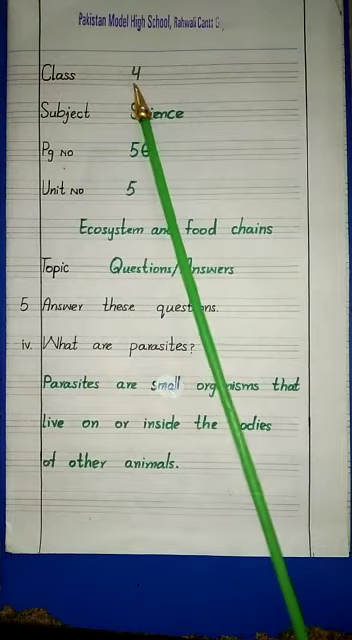 Pakistan Model High School, Rahwali Cantt
Class 4
Subject Science
Pg No 56
Unit No 5
Ecosystem and food chains
Topic Questions/Answers
5 Answer these questions.
iv. What are parasites?
Parasites are small organisms that
live on or inside the bodies
of other animals.